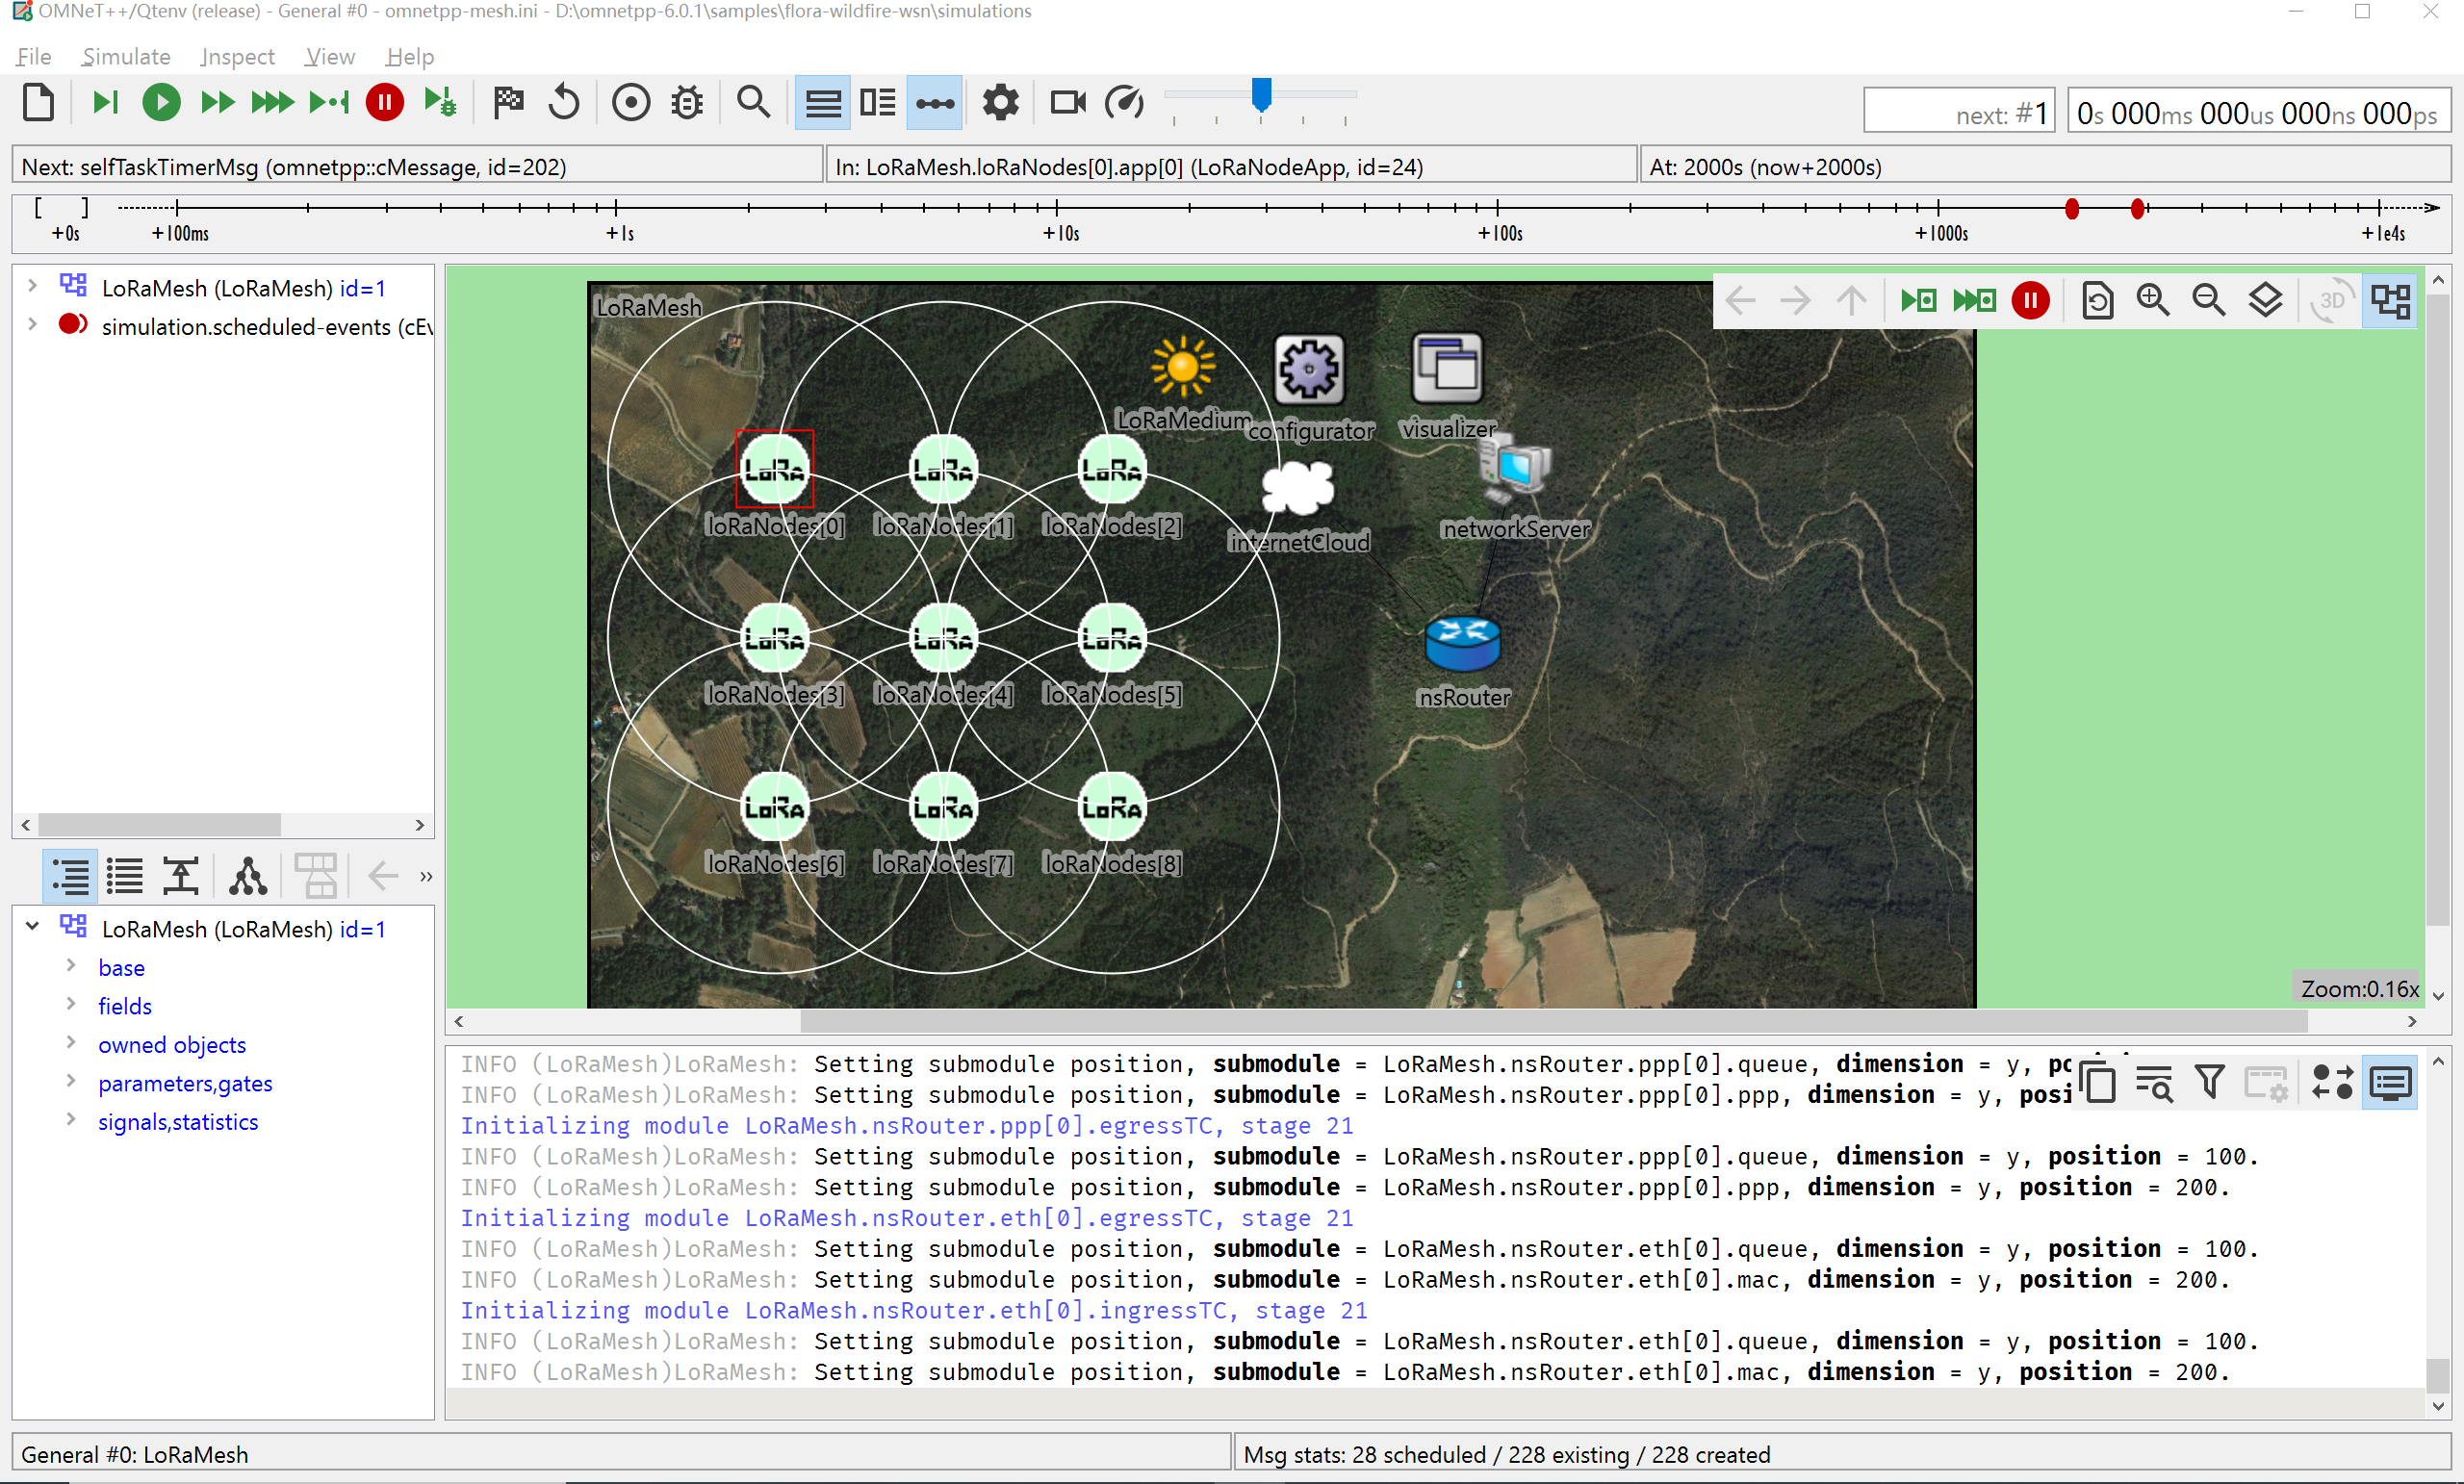 OMNeT++/Qtenv (release) - General #0 - omnetpp-mesh.ini - D:\omnetpp-6.0.1\samples\flora-wildfire-wsn\simulations
File Simulate Inspect View Help
next: #1 0s 000ms 000us 000ns 000ps
Next: selfTaskTimerMsg (omnetpp::cMessage, id=202) In: LoRaMesh.loRaNodes[0].app[0] (LoRaNodeApp, id=24) At: 2000s (now+2000s)
[ ]
+0s +100ms +1s +10s +100s +1000s +1e4s
LoRaMesh (LoRaMesh) id=1
simulation.scheduled-events (cEv
LoRaMesh
3D
LoRaMedium configurator visualizer
LoRa LoRa LoRa
loRaNodes[0] loRaNodes[1] loRaNodes[2] internetCloud networkServer
LoRa LoRa LoRa
loRaNodes[3] loRaNodes[4] loRaNodes[5] nsRouter
LoRa LoRa LoRa
loRaNodes[6] loRaNodes[7] loRaNodes[8]
Zoom:0.16x
»
LoRaMesh (LoRaMesh) id=1
base
fields
owned objects
parameters,gates
signals,statistics
INFO (LoRaMesh)LoRaMesh: Setting submodule position, submodule = LoRaMesh.nsRouter.ppp[0].queue, dimension = y,
INFO (LoRaMesh)LoRaMesh: Setting submodule position, submodule = LoRaMesh.nsRouter.ppp[0].ppp, dimension = y, posi
Initializing module LoRaMesh.nsRouter.ppp[0].egressTC, stage 21
INFO (LoRaMesh)LoRaMesh: Setting submodule position, submodule = LoRaMesh.nsRouter.ppp[0].queue, dimension = y, position = 100.
INFO (LoRaMesh)LoRaMesh: Setting submodule position, submodule = LoRaMesh.nsRouter.ppp[0].ppp, dimension = y, position = 200.
Initializing module LoRaMesh.nsRouter.eth[0].egressTC, stage 21
INFO (LoRaMesh)LoRaMesh: Setting submodule position, submodule = LoRaMesh.nsRouter.eth[0].queue, dimension = y, position = 100.
INFO (LoRaMesh)LoRaMesh: Setting submodule position, submodule = LoRaMesh.nsRouter.eth[0].mac, dimension = y, position = 200.
Initializing module LoRaMesh.nsRouter.eth[0].ingressTC, stage 21
INFO (LoRaMesh)LoRaMesh: Setting submodule position, submodule = LoRaMesh.nsRouter.eth[0].queue, dimension = y, position = 100.
INFO (LoRaMesh)LoRaMesh: Setting submodule position, submodule = LoRaMesh.nsRouter.eth[0].mac, dimension = y, position = 200.
General #0: LoRaMesh Msg stats: 28 scheduled / 228 existing / 228 created